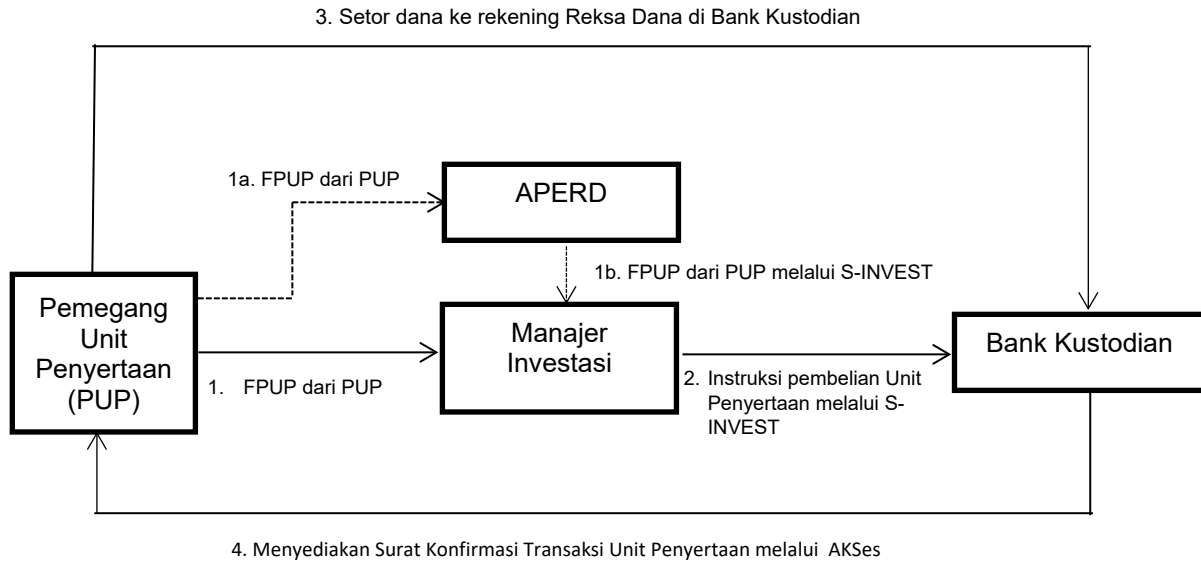 3. Setor dana ke rekening Reksa Dana di Bank Kustodian
1a. FPUP dari PUP
APERD
1b. FPUP dari PUP melalui S-INVEST
Pemegang
Unit
Penyertaan
(PUP)
Manajer
Investasi
Bank Kustodian
1. FPUP dari PUP
2. Instruksi pembelian Unit
Penyertaan melalui S-
INVEST
4. Menyediakan Surat Konfirmasi Transaksi Unit Penyertaan melalui AKSes